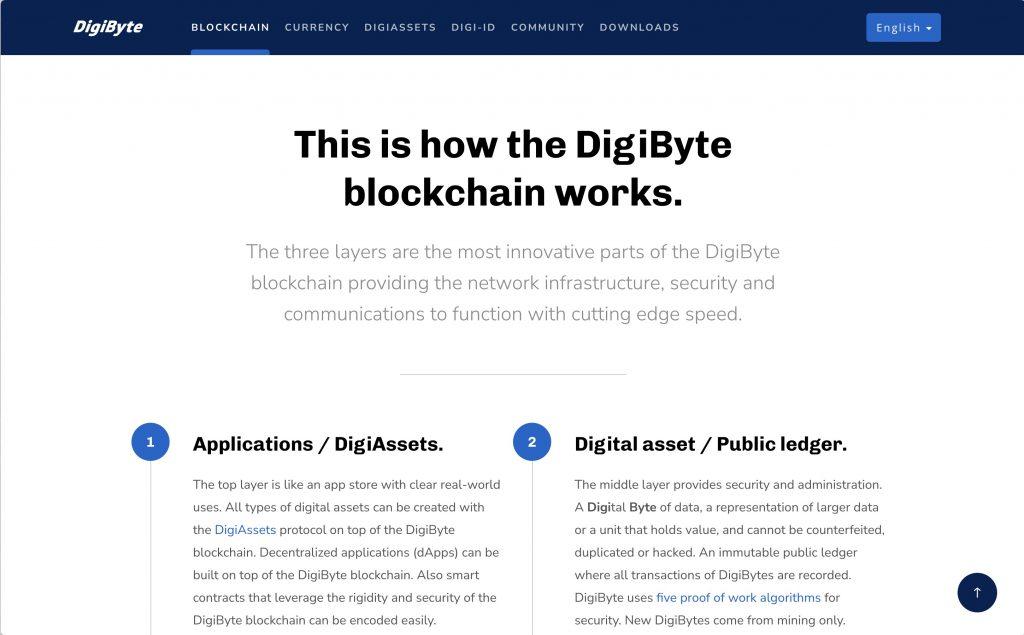 DigiByte
BLOCKCHAIN CURRENCY DIGIASSETS DIGI-ID COMMUNITY DOWNLOADS
English
This is how the DigiByte
blockchain works.
The three layers are the most innovative parts of the DigiByte
blockchain providing the network infrastructure, security and
communications to function with cutting edge speed.
1
Applications / DigiAssets.
The top layer is like an app store with clear real-world
uses. All types of digital assets can be created with
the DigiAssets protocol on top of the DigiByte
blockchain. Decentralized applications (dApps) can be
built on top of the DigiByte blockchain. Also smart
contracts that leverage the rigidity and security of the
DigiByte blockchain can be encoded easily.
2
Digital asset / Public ledger.
The middle layer provides security and administration.
A Digital Byte of data, a representation of larger data
or a unit that holds value, and cannot be counterfeited,
duplicated or hacked. An immutable public ledger
where all transactions of DigiBytes are recorded.
DigiByte uses five proof of work algorithms for
security. New DigiBytes come from mining only.